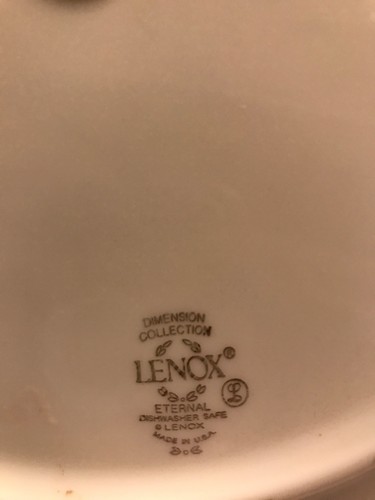 DIMENSION
COLLECTION
LENOX®
L
ETERNAL
DISHWASHER SAFE
© LENOX
MADE IN U.S.A.